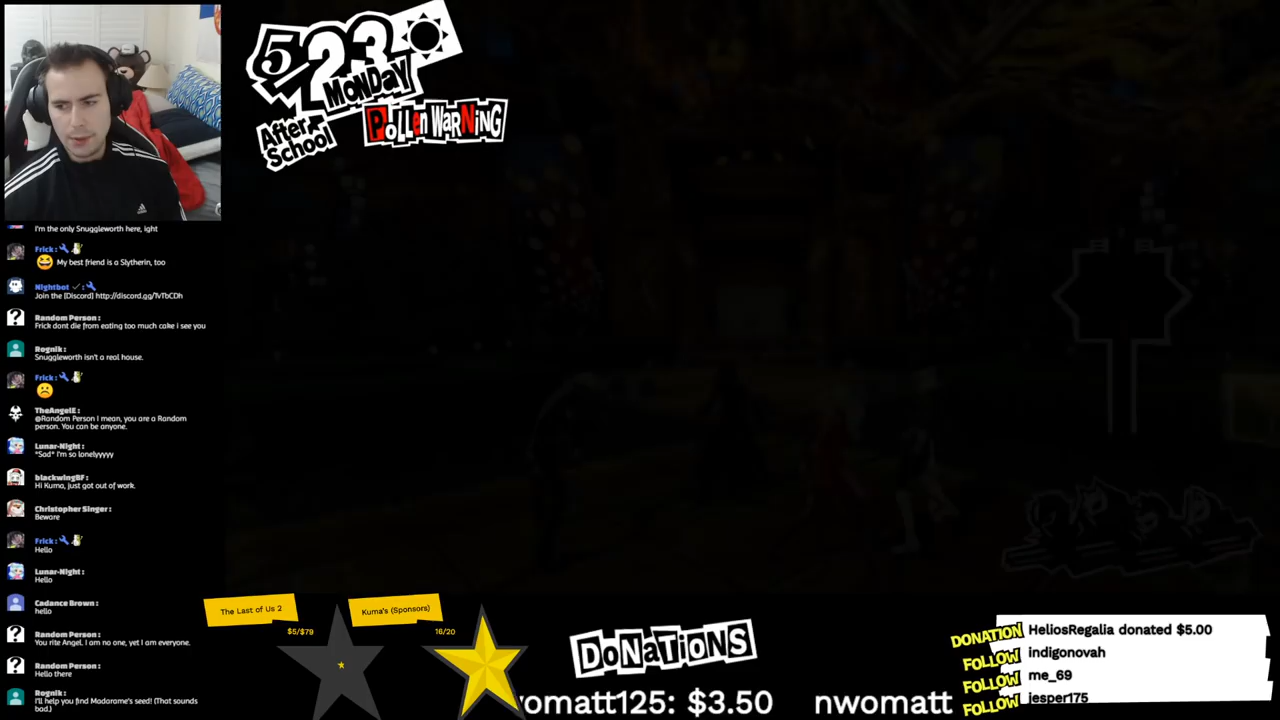 5/23
Monday
After School
Pollen Warning
I'm the only Snuggleworth here, ight
Frick :
My best friend is a Slytherin, too
Nightbot ✓ :
Join the [Discord] http://discord.gg/1vTbCDh
Random Person :
Frick dont die from eating too much cake i see you
Rognik :
Snuggleworth isn't a real house.
Frick :
TheAngelE :
@Random Person I mean, you are a Random
person. You can be anyone.
Lunar-Night :
*Sad* I'm so lonelyyyyy
blackwingBF :
Hi Kuma, just got out of work.
Christopher Singer :
Beware
Frick :
Hello
Lunar-Night :
Hello
Cadance Brown :
hello
Random Person :
You rite Angel. I am no one, yet I am everyone.
Random Person :
Hello there
Rognik :
I'll help you find Madarame's seed! (That sounds
bad.)
The Last of Us 2
$5/$79
Kuma's (Sponsors)
16/20
DONATIONS
womatt125: $3.50 nwomatt
DONATION HeliosRegalia donated $5.00
FOLLOW indigonovah
FOLLOW me_69
FOLLOW jesper175